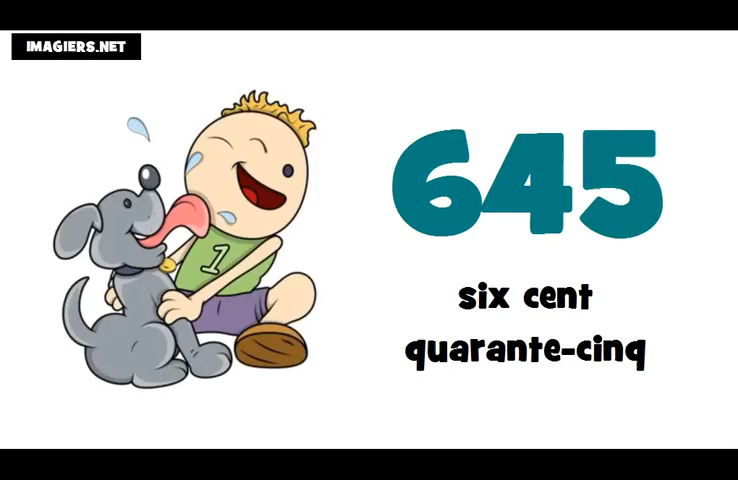 IMAGIERS.NET
1
645
six cent
quarante-cinq